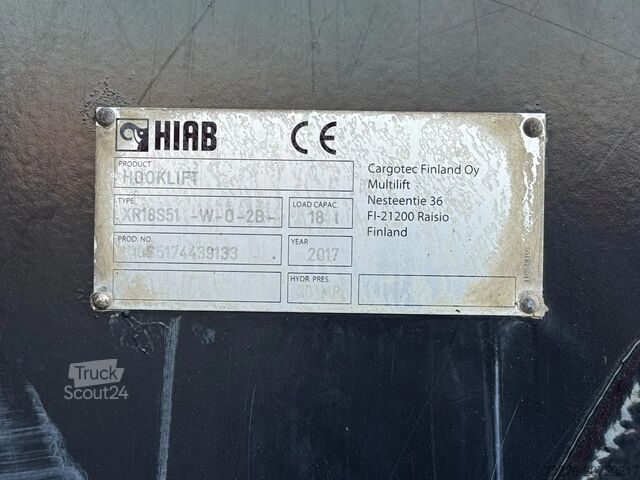 HIAB CE
PRODUCT
HOOKLIFT
TYPE
XR18S51 -W-0-2B-
LOAD CAPAC.
18 t
PROD. NO.
YEAR
2017
HYDR. PRES.
Cargotec Finland Oy
Multilift
Nesteentie 36
FI-21200 Raisio
Finland
Truck
Scout24